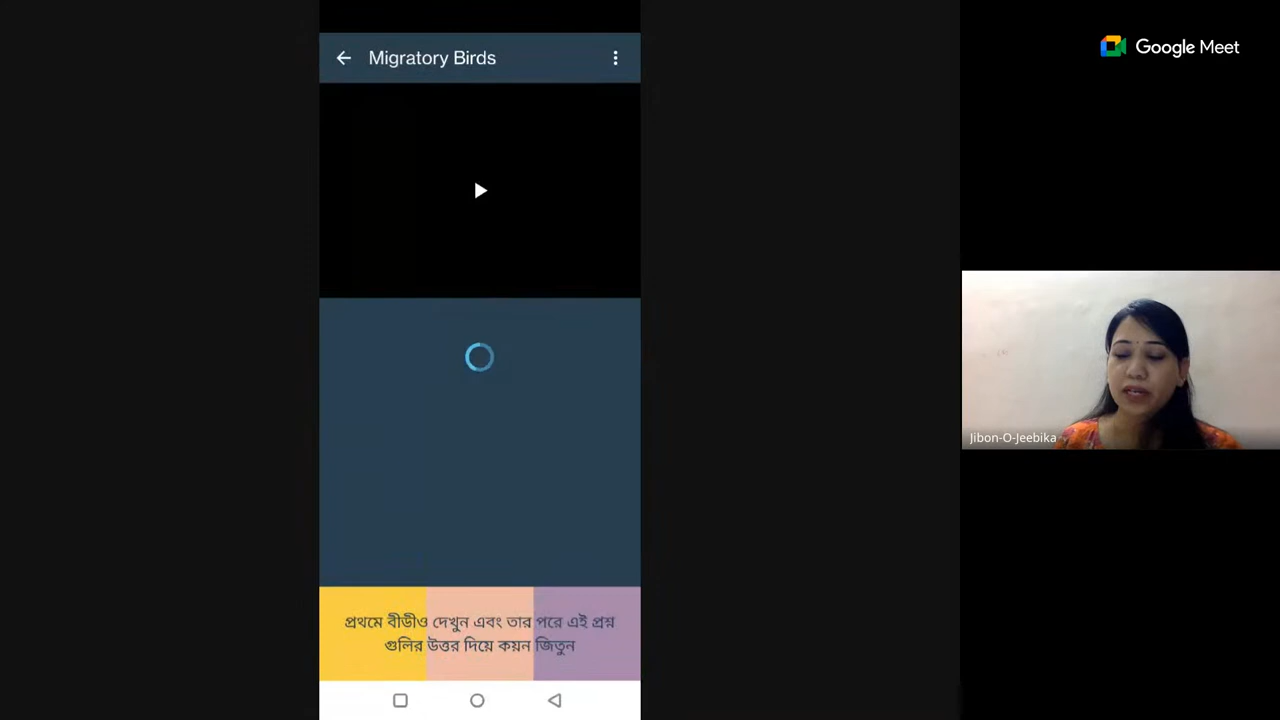 Migratory Birds
Google Meet
Jibon-O-Jeebika
প্রথমে বীডীও দেখুন এবং তার পরে এই প্রশ্ন
গুলির উত্তর দিয়ে কয়ন জিতুন